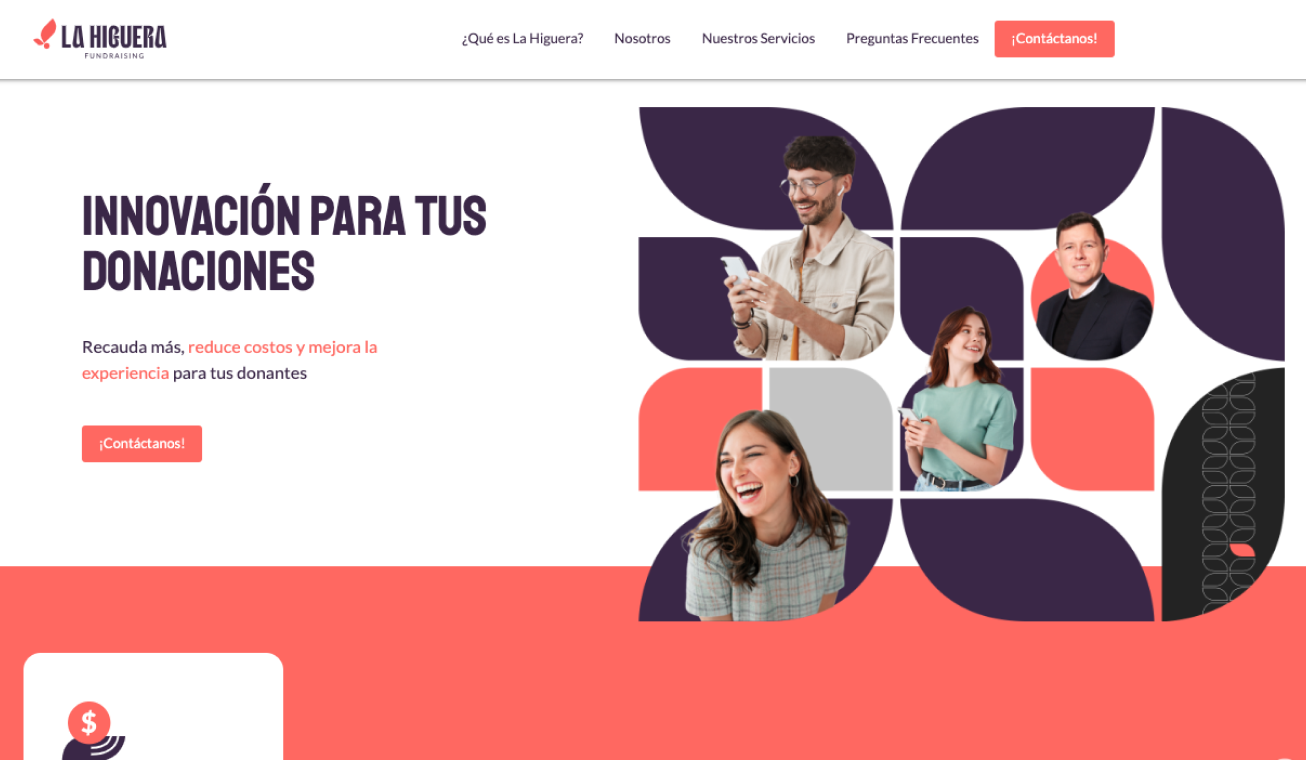 LA HIGUERA
FUNDRAISING
¿Qué es La Higuera?
Nosotros
Nuestros Servicios
Preguntas Frecuentes
¡Contáctanos!
INNOVACIÓN PARA TUS
DONACIONES
Recauda más, reduce costos y mejora la
experiencia para tus donantes
¡Contáctanos!
$